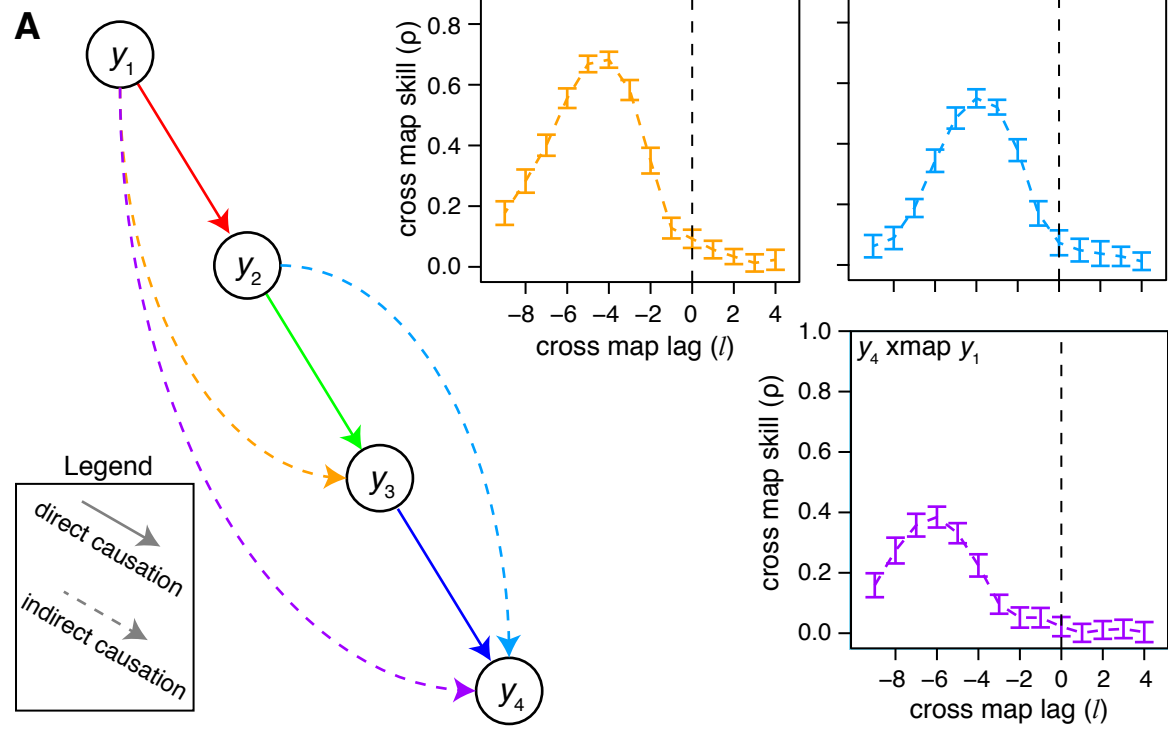 A
y₁
y₂
y₃
y₄
Legend
direct causation
indirect causation
cross map skill (ρ)
0.8
0.6
0.4
0.2
0.0
−8 −6 −4 −2 0 2 4
cross map lag (l)
y₄ xmap y₁
cross map skill (ρ)
1.0
0.8
0.6
0.4
0.2
0.0
−8 −6 −4 −2 0 2 4
cross map lag (l)